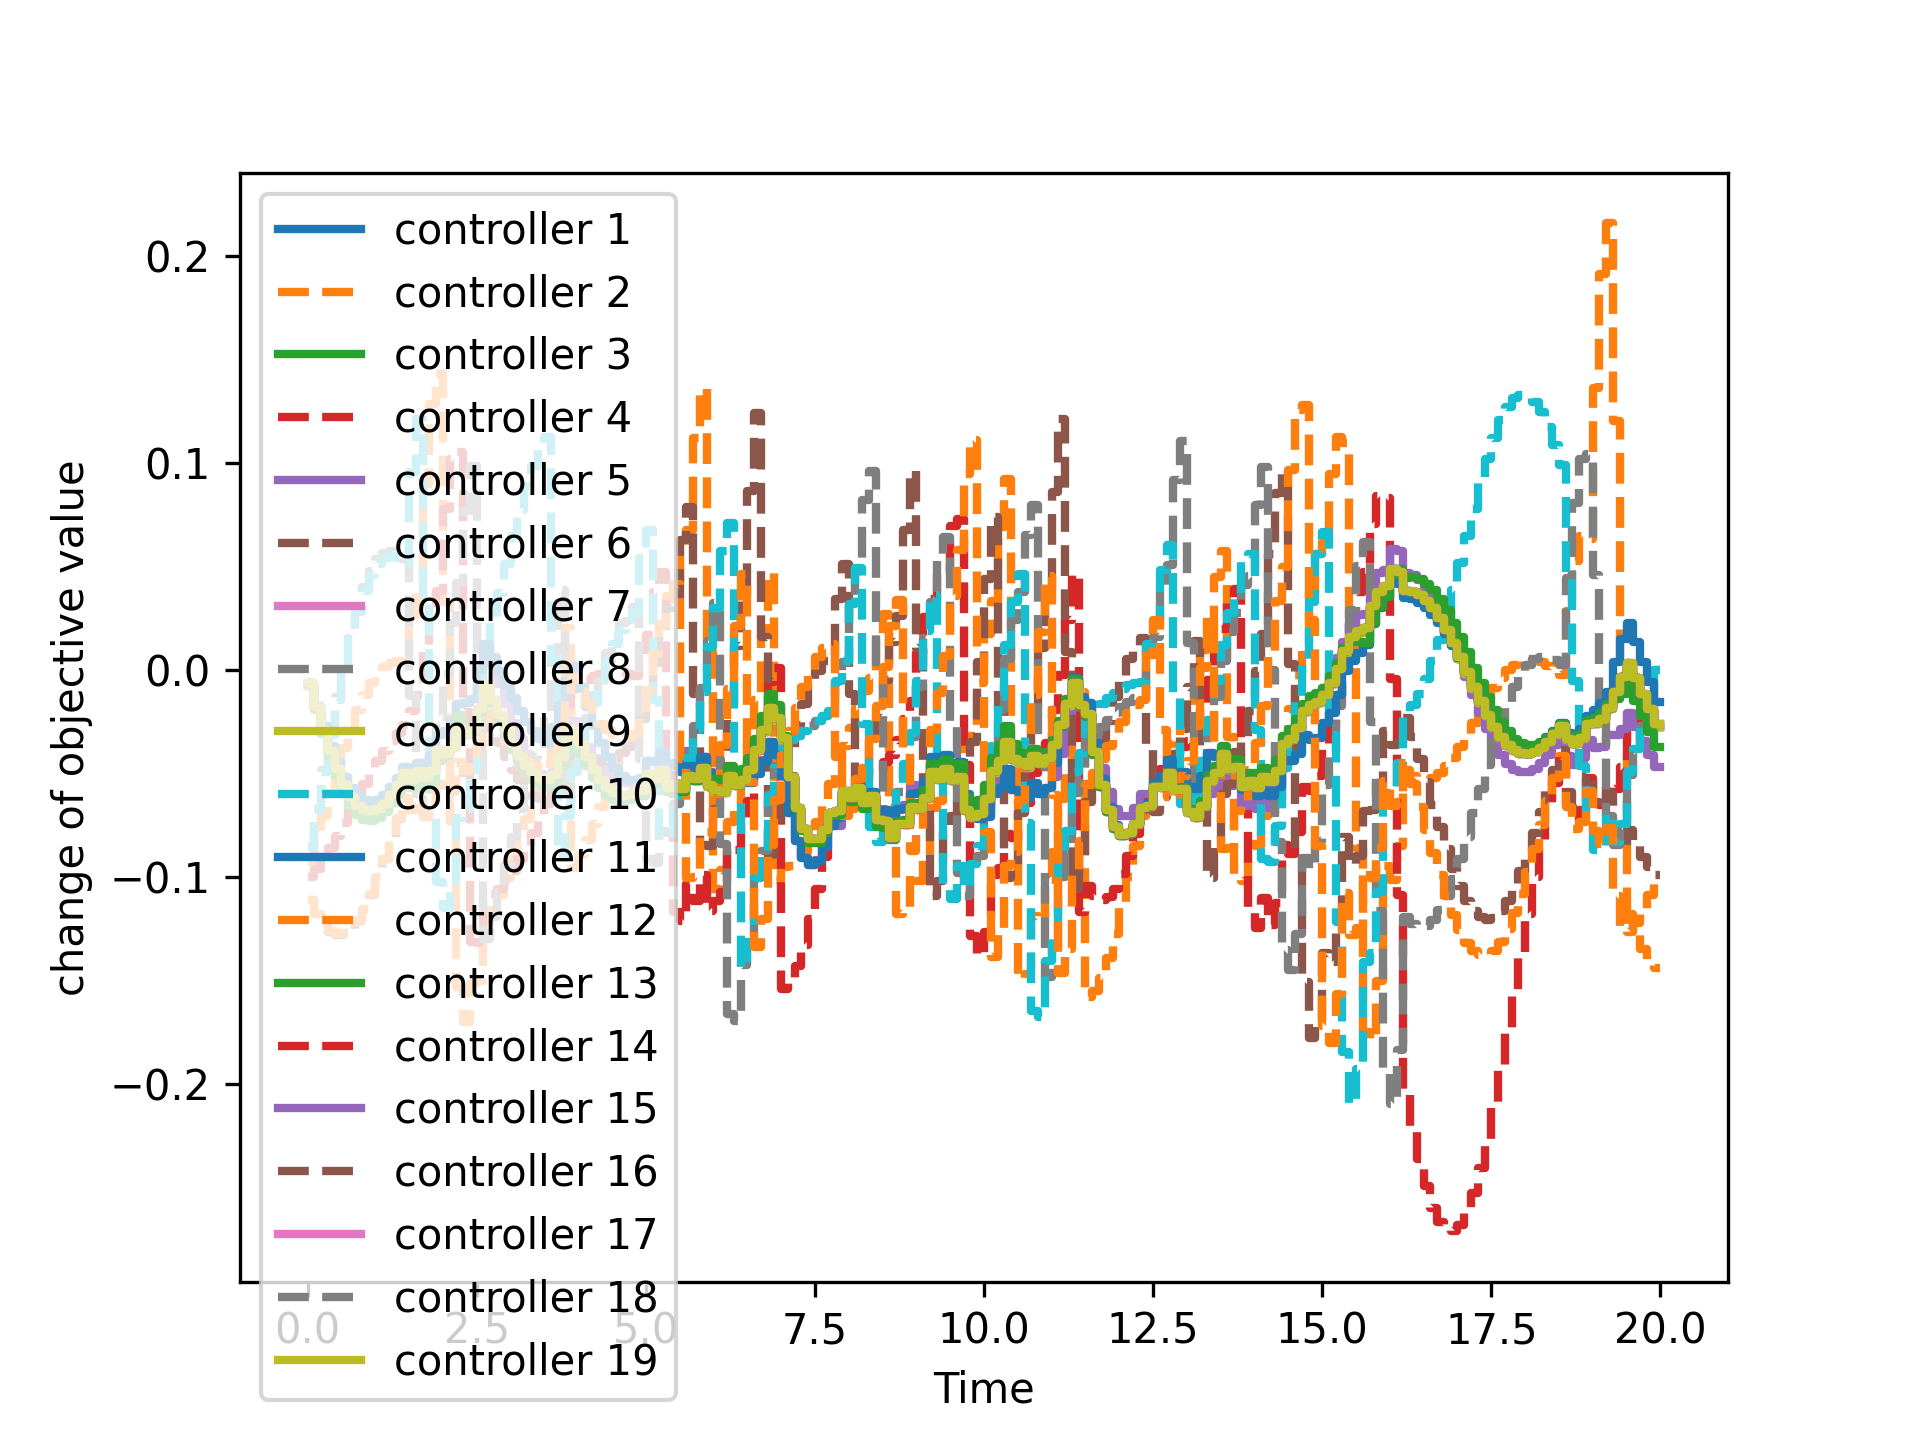 controller 1
controller 2
controller 3
controller 4
controller 5
controller 6
controller 7
controller 8
controller 9
controller 10
controller 11
controller 12
controller 13
controller 14
controller 15
controller 16
controller 17
controller 18
controller 19
0.2
0.1
0.0
−0.1
−0.2
change of objective value
0.0 2.5 5.0 7.5 10.0 12.5 15.0 17.5 20.0
Time